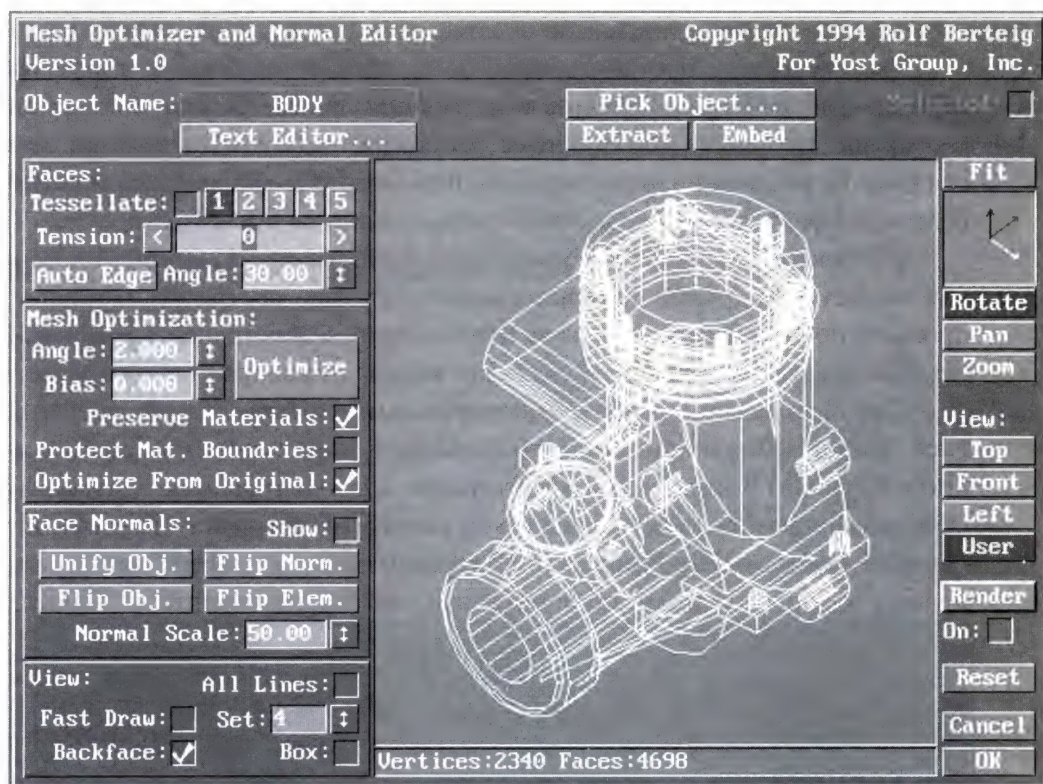 Mesh Optimizer and Normal Editor Copyright 1994 Rolf Berteig
Version 1.0 For Yost Group, Inc.
Object Name: BODY Pick Object... Selected:
Text Editor... Extract Embed
Faces:
Tessellate: 1 2 3 4 5
Tension: < 0 >
Auto Edge Angle: 30.00
Mesh Optimization:
Angle: 2.000
Bias: 0.000
Optimize
Preserve Materials:
Protect Mat. Boundries:
Optimize From Original:
Face Normals: Show:
Unify Obj. Flip Norm.
Flip Obj. Flip Elem.
Normal Scale: 50.00
View: All Lines:
Fast Draw: Set: 4
Backface: Box:
Vertices:2340 Faces:4698
Fit
Rotate
Pan
Zoom
View:
Top
Front
Left
User
Render
On:
Reset
Cancel
OK